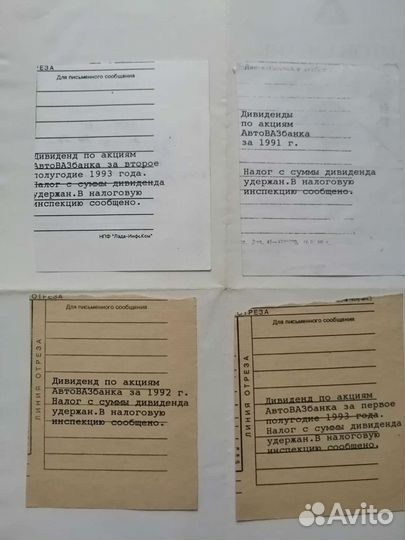 ОТРЕЗА
Для письменного сообщения
Дивиденд по акциям
АвтоВАЗбанка за второе
полугодие 1993 года.
Налог с суммы дивиденда
удержан.В налоговую
инспекцию сообщено.
НПФ "Лада-ИнфоКом"
Дивиденды
по акциям
АвтоВАЗбанка
за 1991 г.
Налог с суммы дивиденда
удержан.В налоговую
инспекцию сообщено.
ОТРЕЗА
Для письменного сообщения
ЛИНИЯ ОТРЕЗА
Дивиденд по акциям
АвтоВАЗбанка за 1992 г.
Налог с суммы дивиденда
удержан.В налоговую
инспекцию сообщено.
Для письменного сообщения
ЛИНИЯ ОТРЕЗА
Дивиденд по акциям
АвтоВАЗбанка за первое
полугодие 1993 года.
Налог с суммы дивиденда
удержан.В налоговую
инспекцию сообщено.
Avito